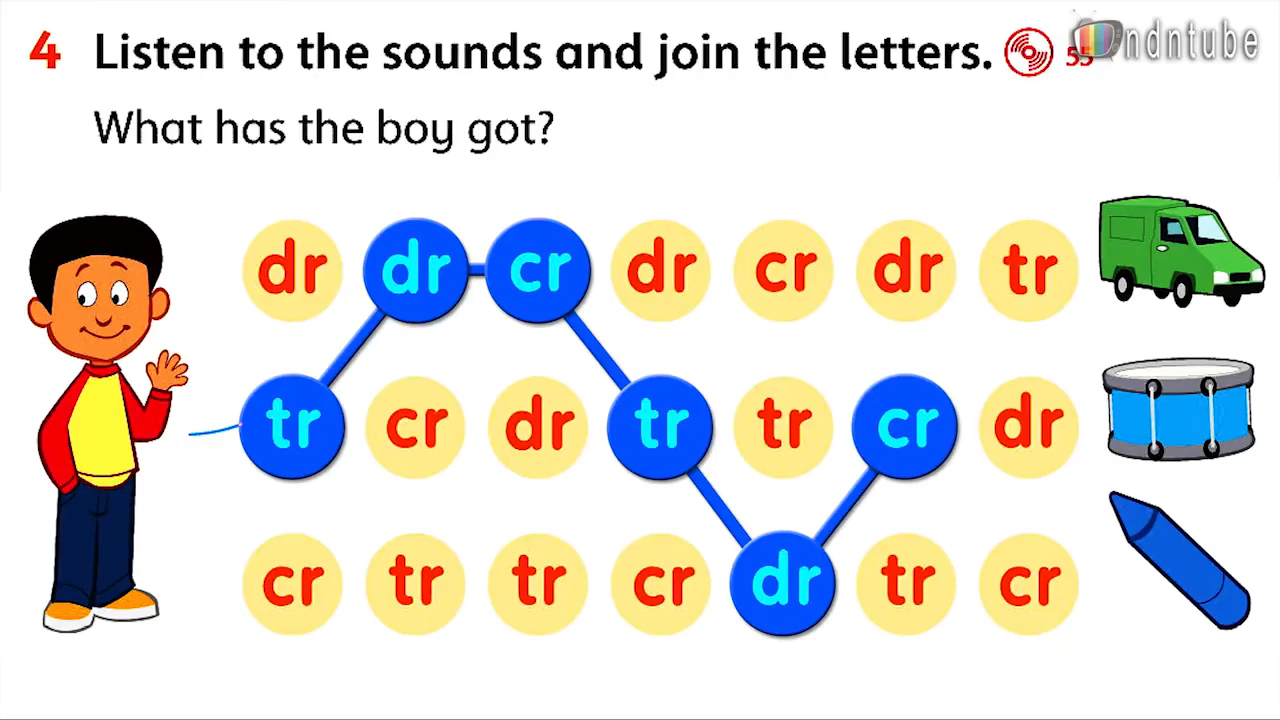 4 Listen to the sounds and join the letters. 55 ndntube
What has the boy got?
dr dr cr dr cr dr tr
tr cr dr tr tr cr dr
cr tr tr cr dr tr cr